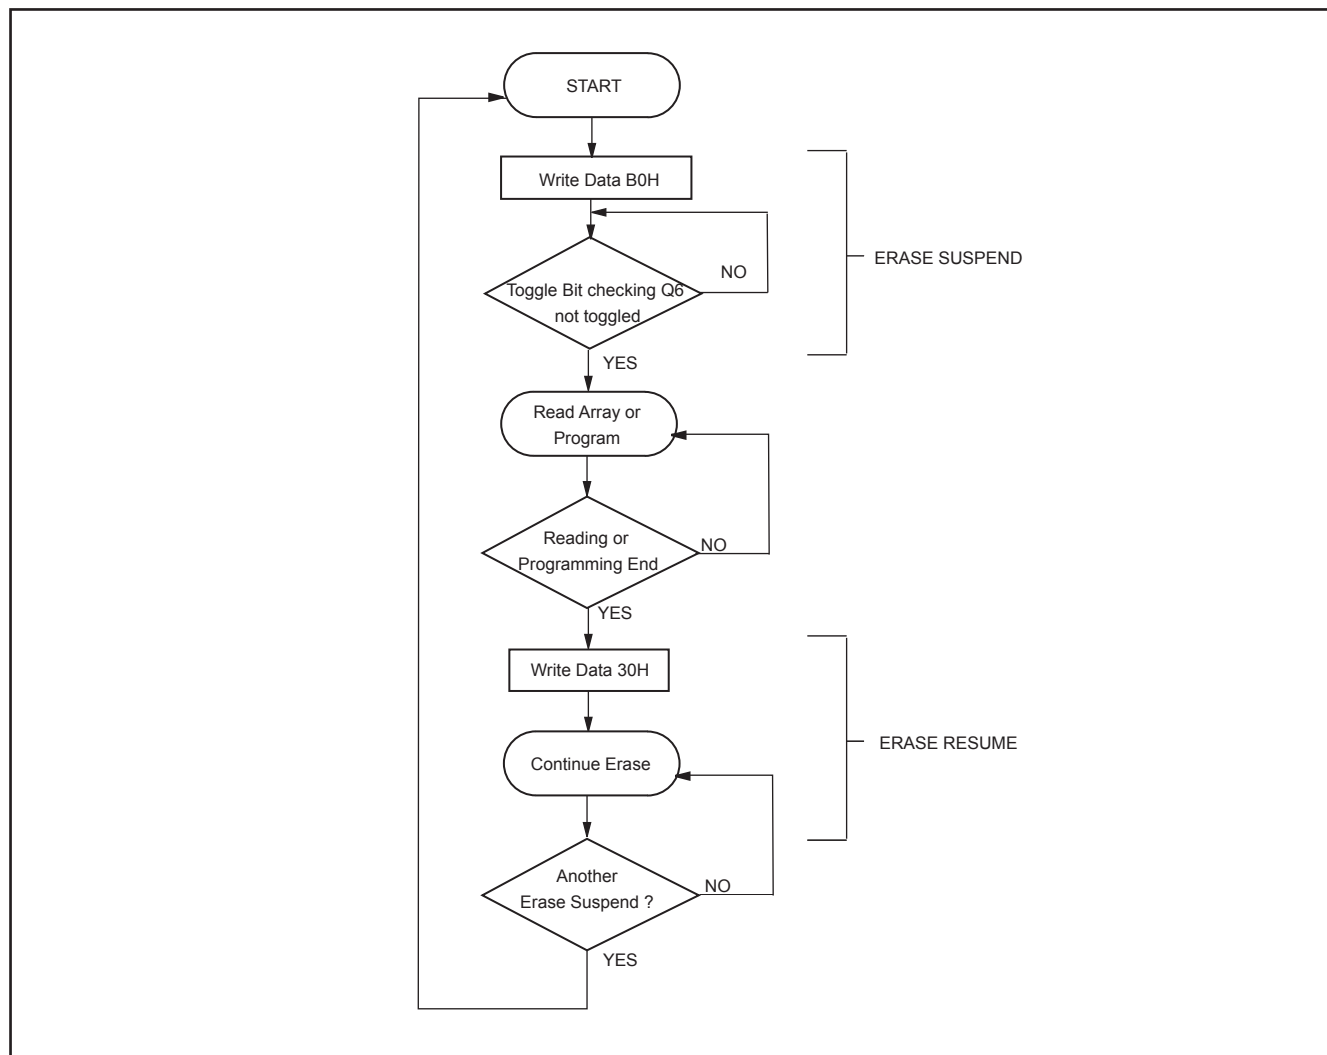 START
Write Data B0H
ERASE SUSPEND
NO
Toggle Bit checking Q6
not toggled
YES
Read Array or
Program
Reading or
Programming End
NO
YES
Write Data 30H
ERASE RESUME
Continue Erase
Another
Erase Suspend ?
NO
YES